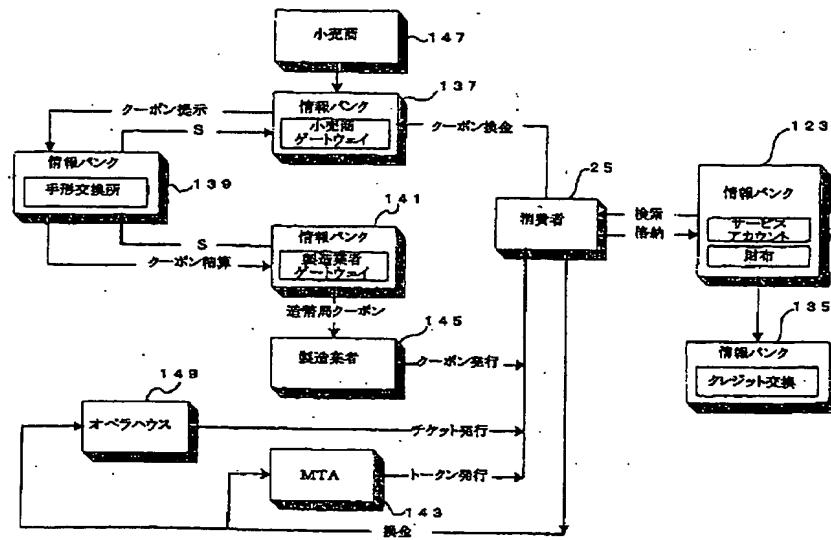 小売商
147
137
情報バンク
小売商
ゲートウェイ
クーポン提示
S
クーポン換金
123
情報バンク
サービス
アカウント
財布
情報バンク
手形交換所
139
25
消費者
検索
格納
141
情報バンク
製造業者
ゲートウェイ
S
クーポン精算
造幣局クーポン
145
製造業者
クーポン発行
135
情報バンク
クレジット交換
149
オペラハウス
チケット発行
MTA
トークン発行
143
換金